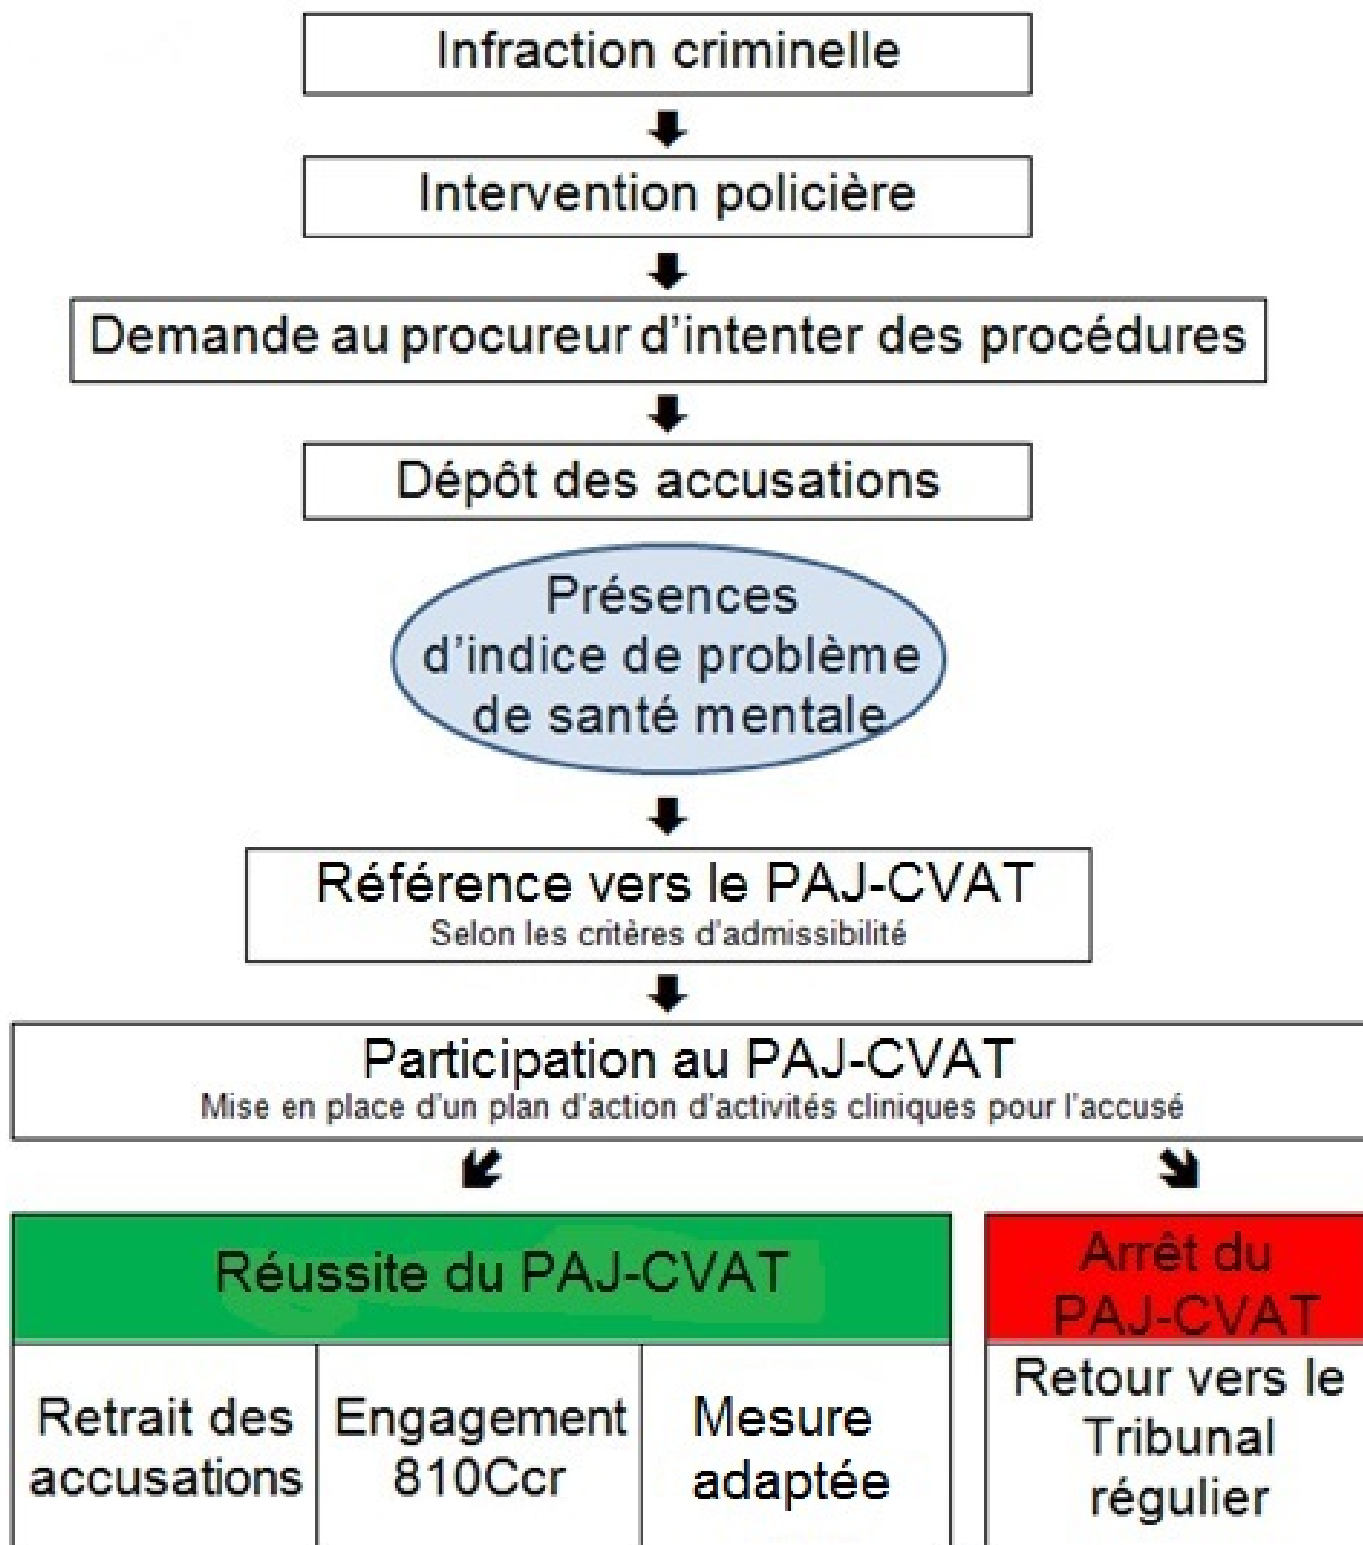 Infraction criminelle
Intervention policière
Demande au procureur d'intenter des procédures
Dépôt des accusations
Présences
d'indice de problème
de santé mentale
Référence vers le PAJ-CVAT
Selon les critères d'admissibilité
Participation au PAJ-CVAT
Mise en place d'un plan d'action d'activités cliniques pour l'accusé
Réussite du PAJ-CVAT
Retrait des
accusations
Engagement
810Ccr
Mesure
adaptée
Arrêt du
PAJ-CVAT
Retour vers le
Tribunal
régulier